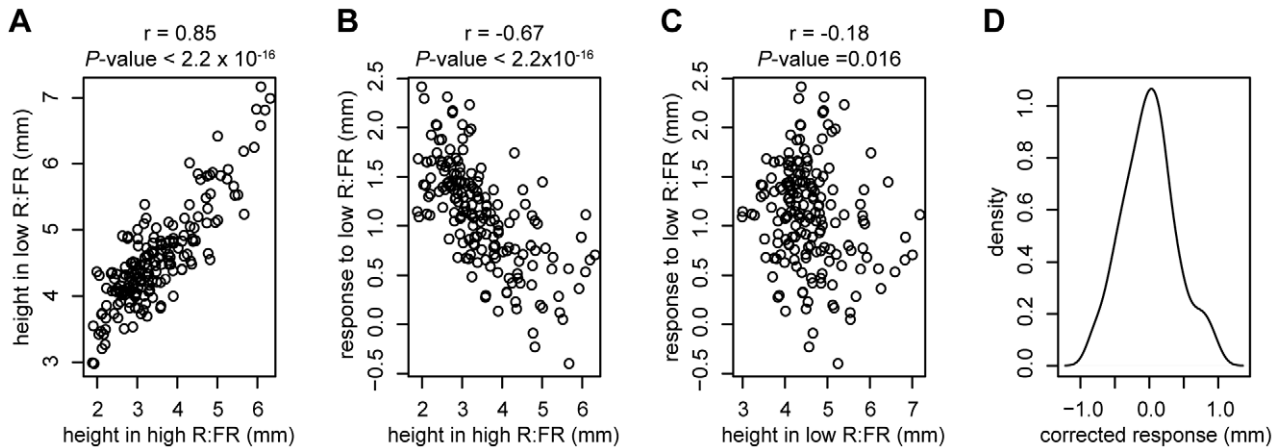 A
r = 0.85
P-value < 2.2 x 10-16
height in low R:FR (mm)
7
6
5
4
3
2 3 4 5 6
height in high R:FR (mm)
B
r = -0.67
P-value < 2.2x10-16
response to low R:FR (mm)
2.5
2.0
1.5
1.0
0.5
0.0
−0.5
2 3 4 5 6
height in high R:FR (mm)
C
r = -0.18
P-value =0.016
response to low R:FR (mm)
2.5
2.0
1.5
1.0
0.5
0.0
−0.5
3 4 5 6 7
height in low R:FR (mm)
D
density
1.0
0.8
0.6
0.4
0.2
0.0
−1.0 0.0 1.0
corrected response (mm)